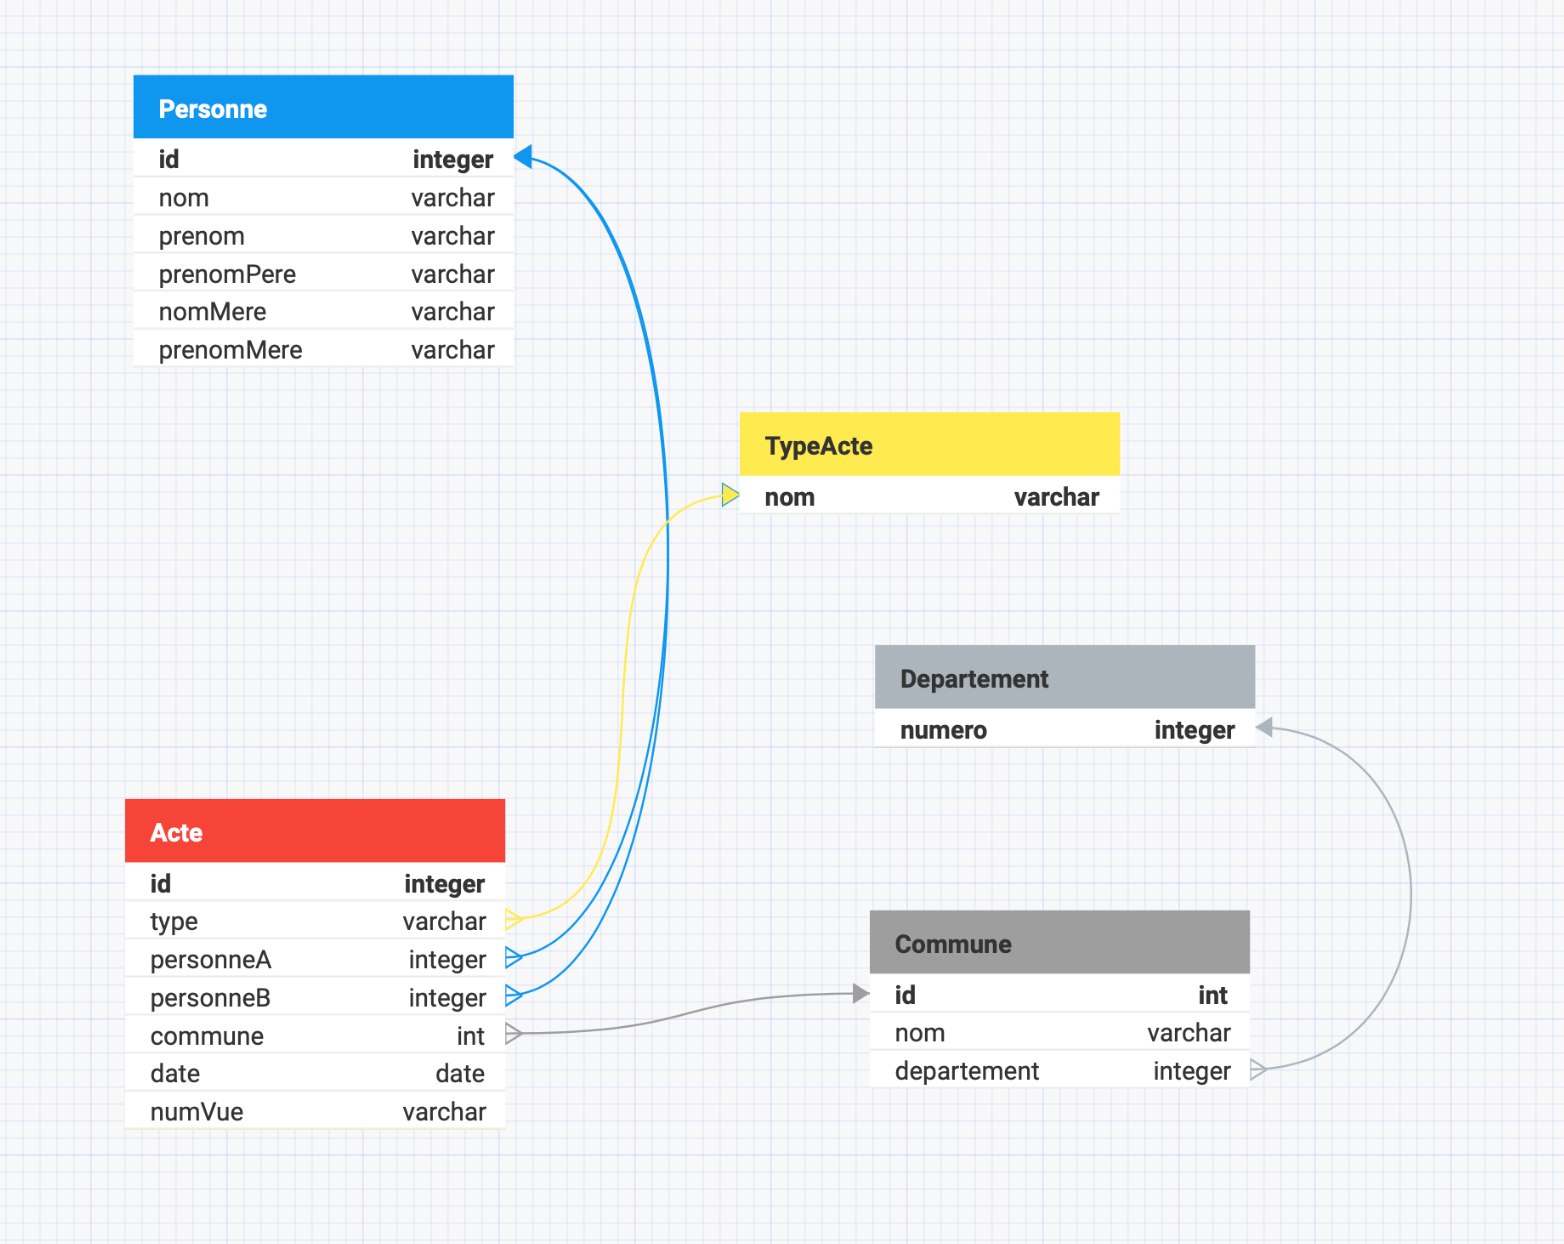 Personne
id integer
nom varchar
prenom varchar
prenomPere varchar
nomMere varchar
prenomMere varchar
TypeActe
nom varchar
Departement
numero integer
Acte
id integer
type varchar
personneA integer
personneB integer
commune int
date date
numVue varchar
Commune
id int
nom varchar
departement integer